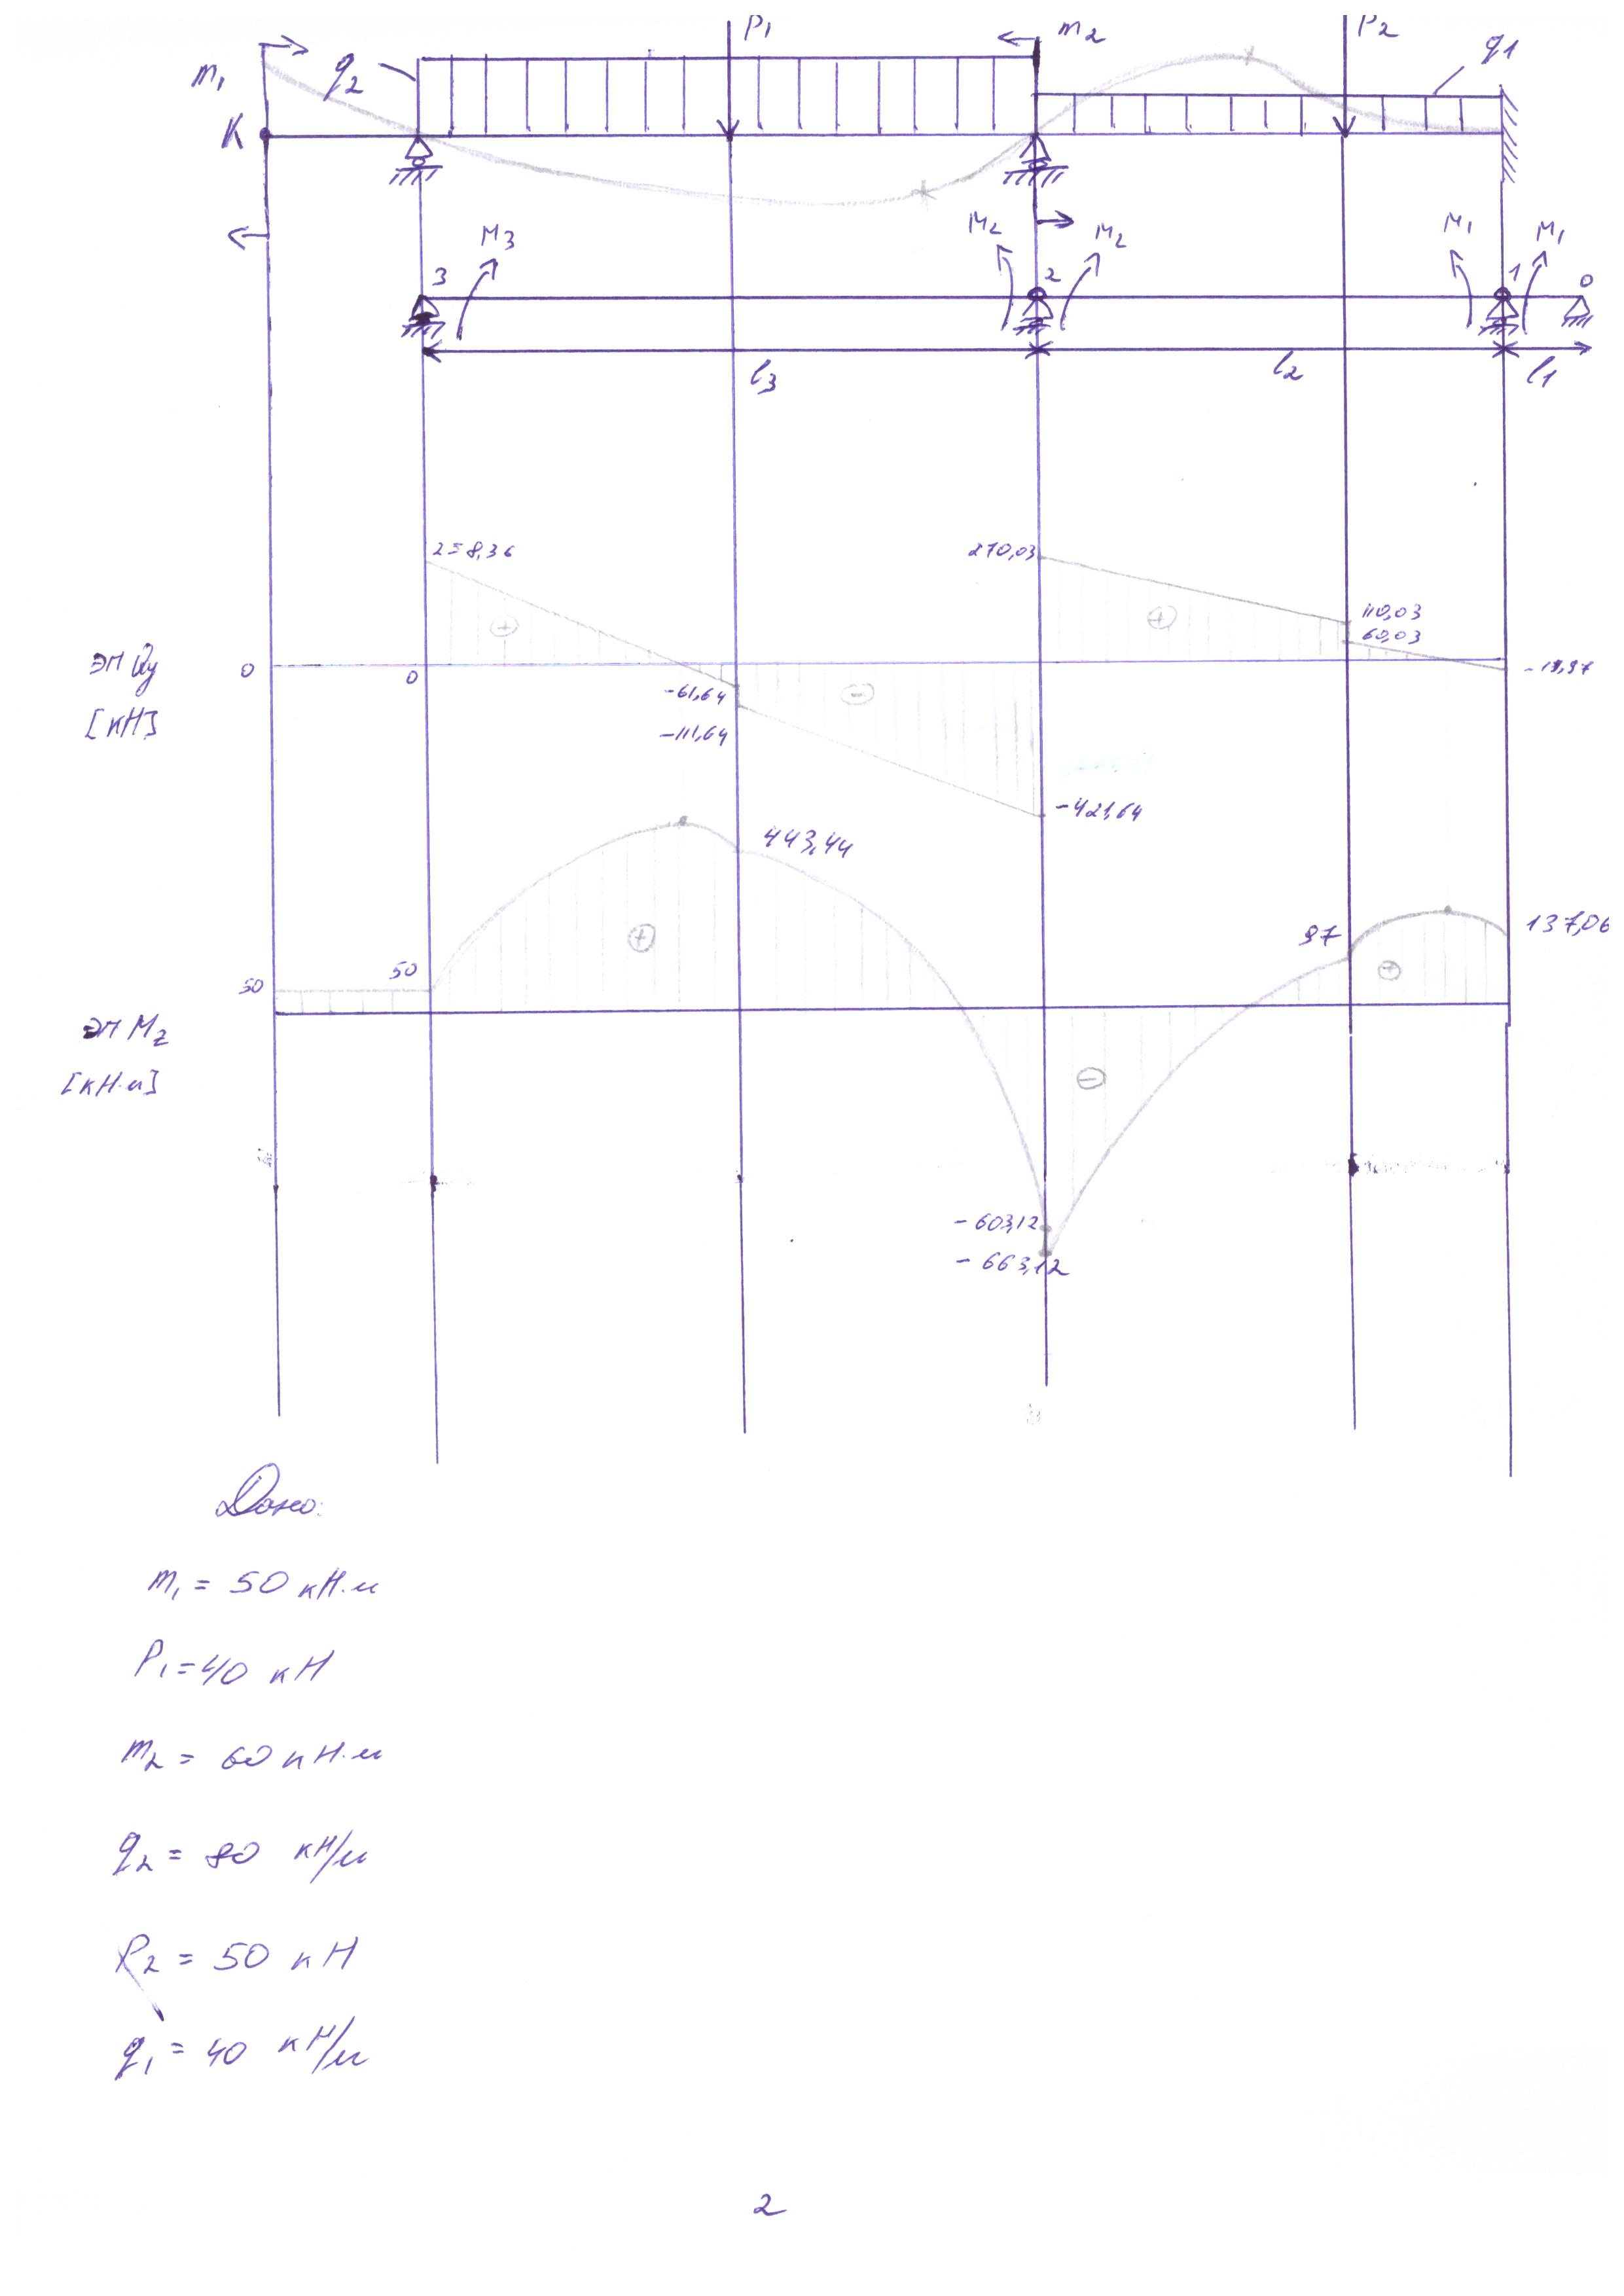 P1 m2 P2 q1
m1 q2
K
M3 M2 M2 M1 M1
3 2 1 0
l3 l2 l1
258,36 270,03
110,03
60,03
эп Qy 0 0 -19,97
-61,64
[кН]
-111,64
-421,64
443,44
97 137,06
50 50
эп Mz
[кН·м]
-603,12
-663,12
Дано:
m1 = 50 кН·м
P1 = 40 кН
m2 = 60 кН·м
q2 = 80 кН/м
P2 = 50 кН
q1 = 40 кН/м
2